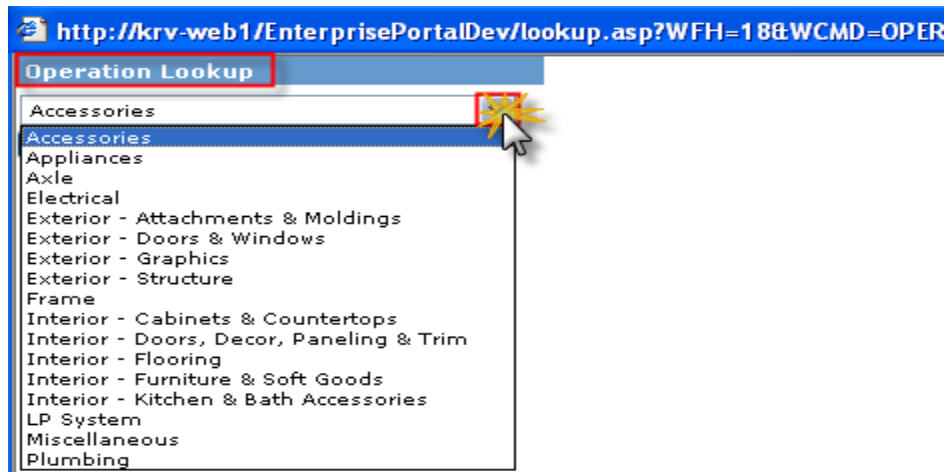 http://krv-web1/EnterprisePortalDev/lookup.asp?WFH=18&WCMD=OPER
Operation Lookup
Accessories
Accessories
Appliances
Axle
Electrical
Exterior - Attachments & Moldings
Exterior - Doors & Windows
Exterior - Graphics
Exterior - Structure
Frame
Interior - Cabinets & Countertops
Interior - Doors, Decor, Paneling & Trim
Interior - Flooring
Interior - Furniture & Soft Goods
Interior - Kitchen & Bath Accessories
LP System
Miscellaneous
Plumbing